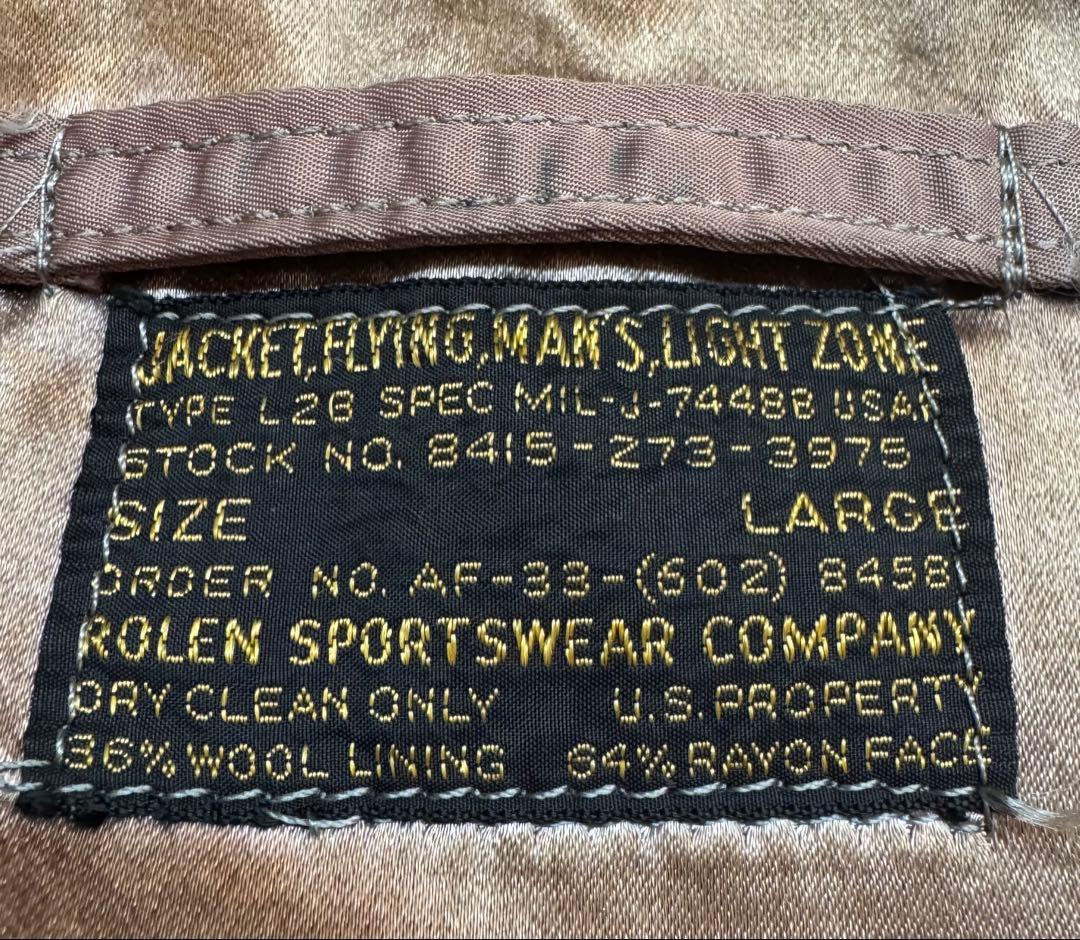 JACKET,FLYING,MAN'S,LIGHT ZONE
TYPE L2B SPEC MIL-J-7448B USAF
STOCK NO. 8415-273-3975
SIZE LARGE
ORDER NO. AF-33-(602) 8458
ROLEN SPORTSWEAR COMPANY
DRY CLEAN ONLY U.S. PROPERTY
36% WOOL LINING 64% RAYON FACE